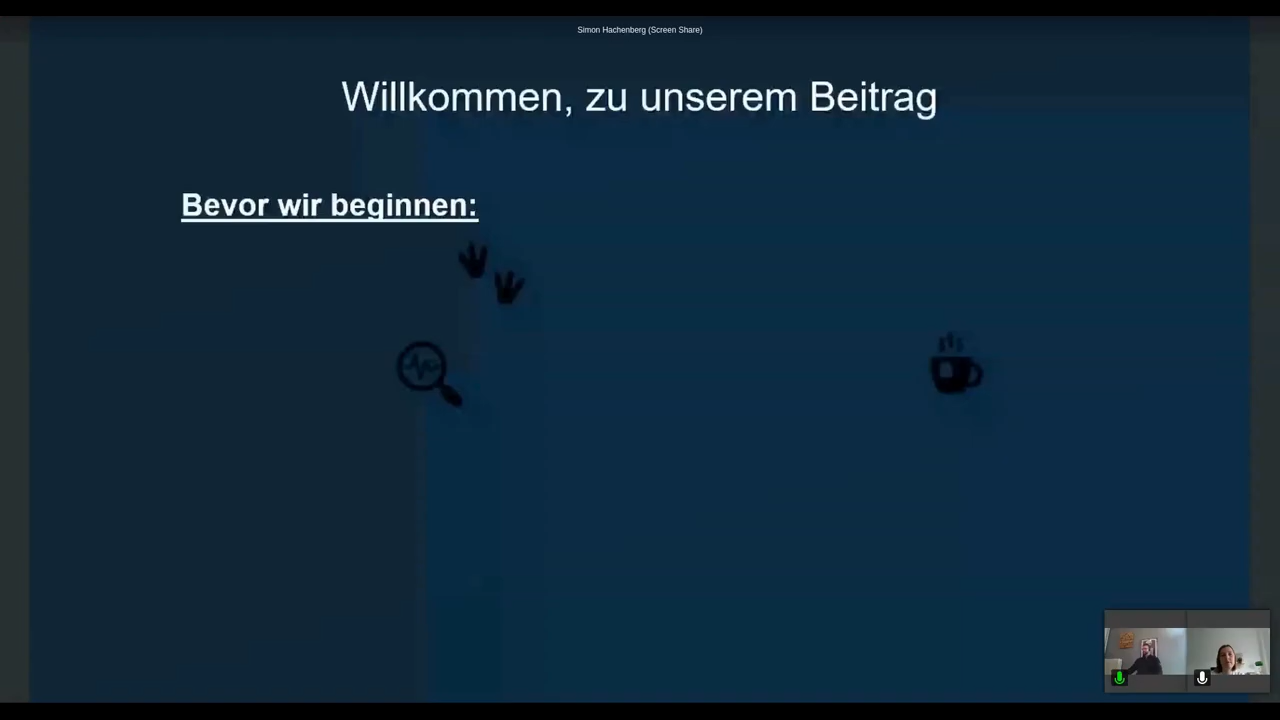 Simon Hachenberg (Screen Share)
Willkommen, zu unserem Beitrag
Bevor wir beginnen: